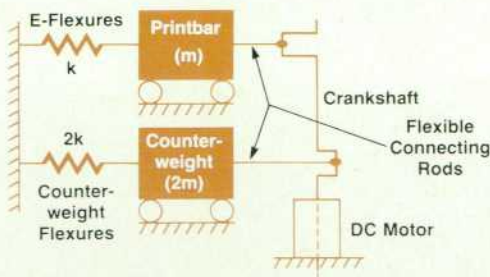 E-Flexures
k
Printbar
(m)
Crankshaft
2k
Counter-
weight
Flexures
Counter-
weight
(2m)
Flexible
Connecting
Rods
DC Motor